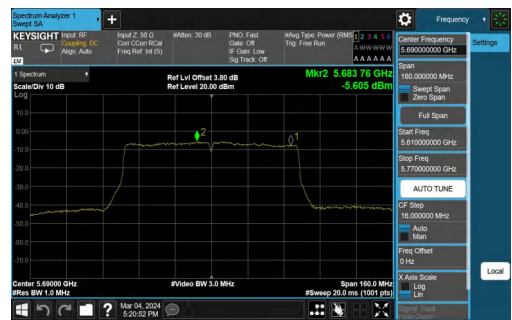 Spectrum Analyzer 1
Swept SA
Frequency
KEYSIGHT
RL
Input: RF
Coupling: DC
Align: Auto
Input Z: 50 Ω
Corr CCorr RCal
Freq Ref: Int (S)
#Atten: 30 dB
PNO: Fast
Gate: Off
IF Gain: Low
Sig Track: Off
#Avg Type: Power (RMS)
Trig: Free Run
1 2 3 4 5 6
A W W W W W
A A A A A A
LV
1 Spectrum
Scale/Div 10 dB
Log
Ref Lvl Offset 3.80 dB
Ref Level 20.00 dBm
Mkr2 5.683 76 GHz
-5.605 dBm
10.0
0.00
-10.0
-20.0
-30.0
-40.0
-50.0
-60.0
-70.0
2
1
Center 5.69000 GHz
#Res BW 1.0 MHz
#Video BW 3.0 MHz
Span 160.0 MHz
#Sweep 20.0 ms (1001 pts)
Center Frequency
5.690000000 GHz
Settings
Span
160.000000 MHz
Swept Span
Zero Span
Full Span
Start Freq
5.610000000 GHz
Stop Freq
5.770000000 GHz
AUTO TUNE
CF Step
16.000000 MHz
Auto
Man
Freq Offset
0 Hz
X Axis Scale
Log
Lin
Local
Signal Track
Mar 04, 2024
5:20:52 PM
?